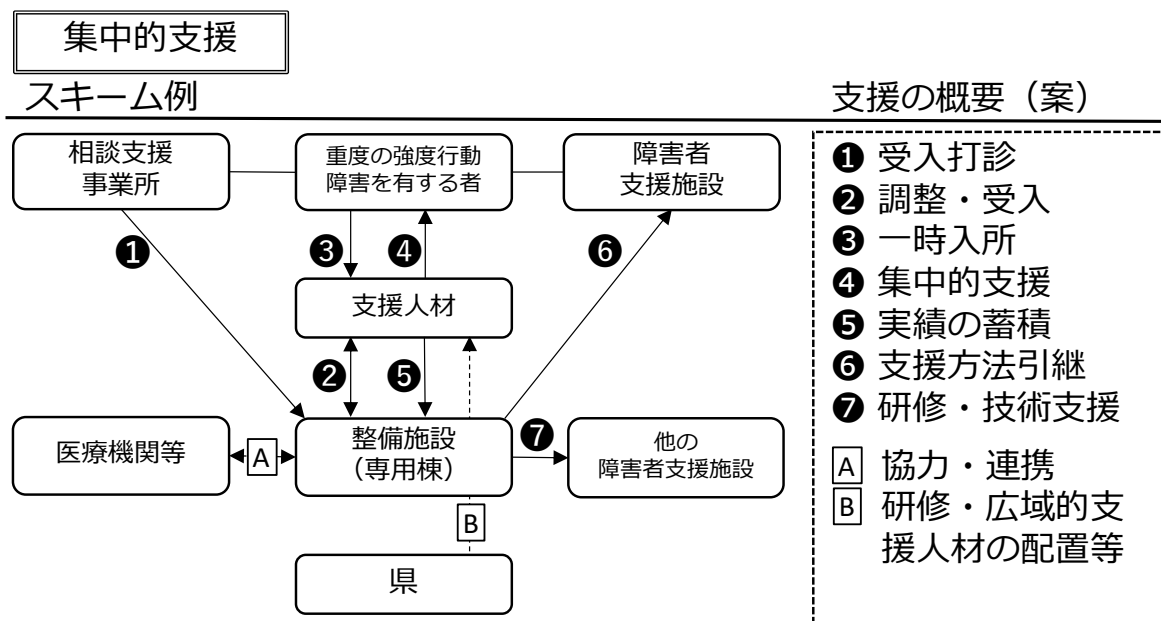 集中的支援
スキーム例
支援の概要（案）
相談支援
事業所
重度の強度行動
障害を有する者
障害者
支援施設
❶
❸
❹
❻
支援人材
❷
❺
医療機関等
A
整備施設
（専用棟）
❼
他の
障害者支援施設
B
県
❶ 受入打診
❷ 調整・受入
❸ 一時入所
❹ 集中的支援
❺ 実績の蓄積
❻ 支援方法引継
❼ 研修・技術支援
A 協力・連携
B 研修・広域的支
援人材の配置等